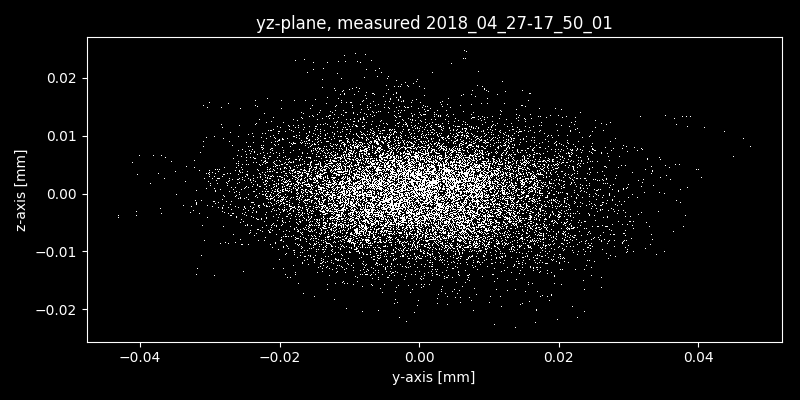 yz-plane, measured 2018_04_27-17_50_01
0.02
0.01
0.00
−0.01
−0.02
z-axis [mm]
−0.04 −0.02 0.00 0.02 0.04
y-axis [mm]